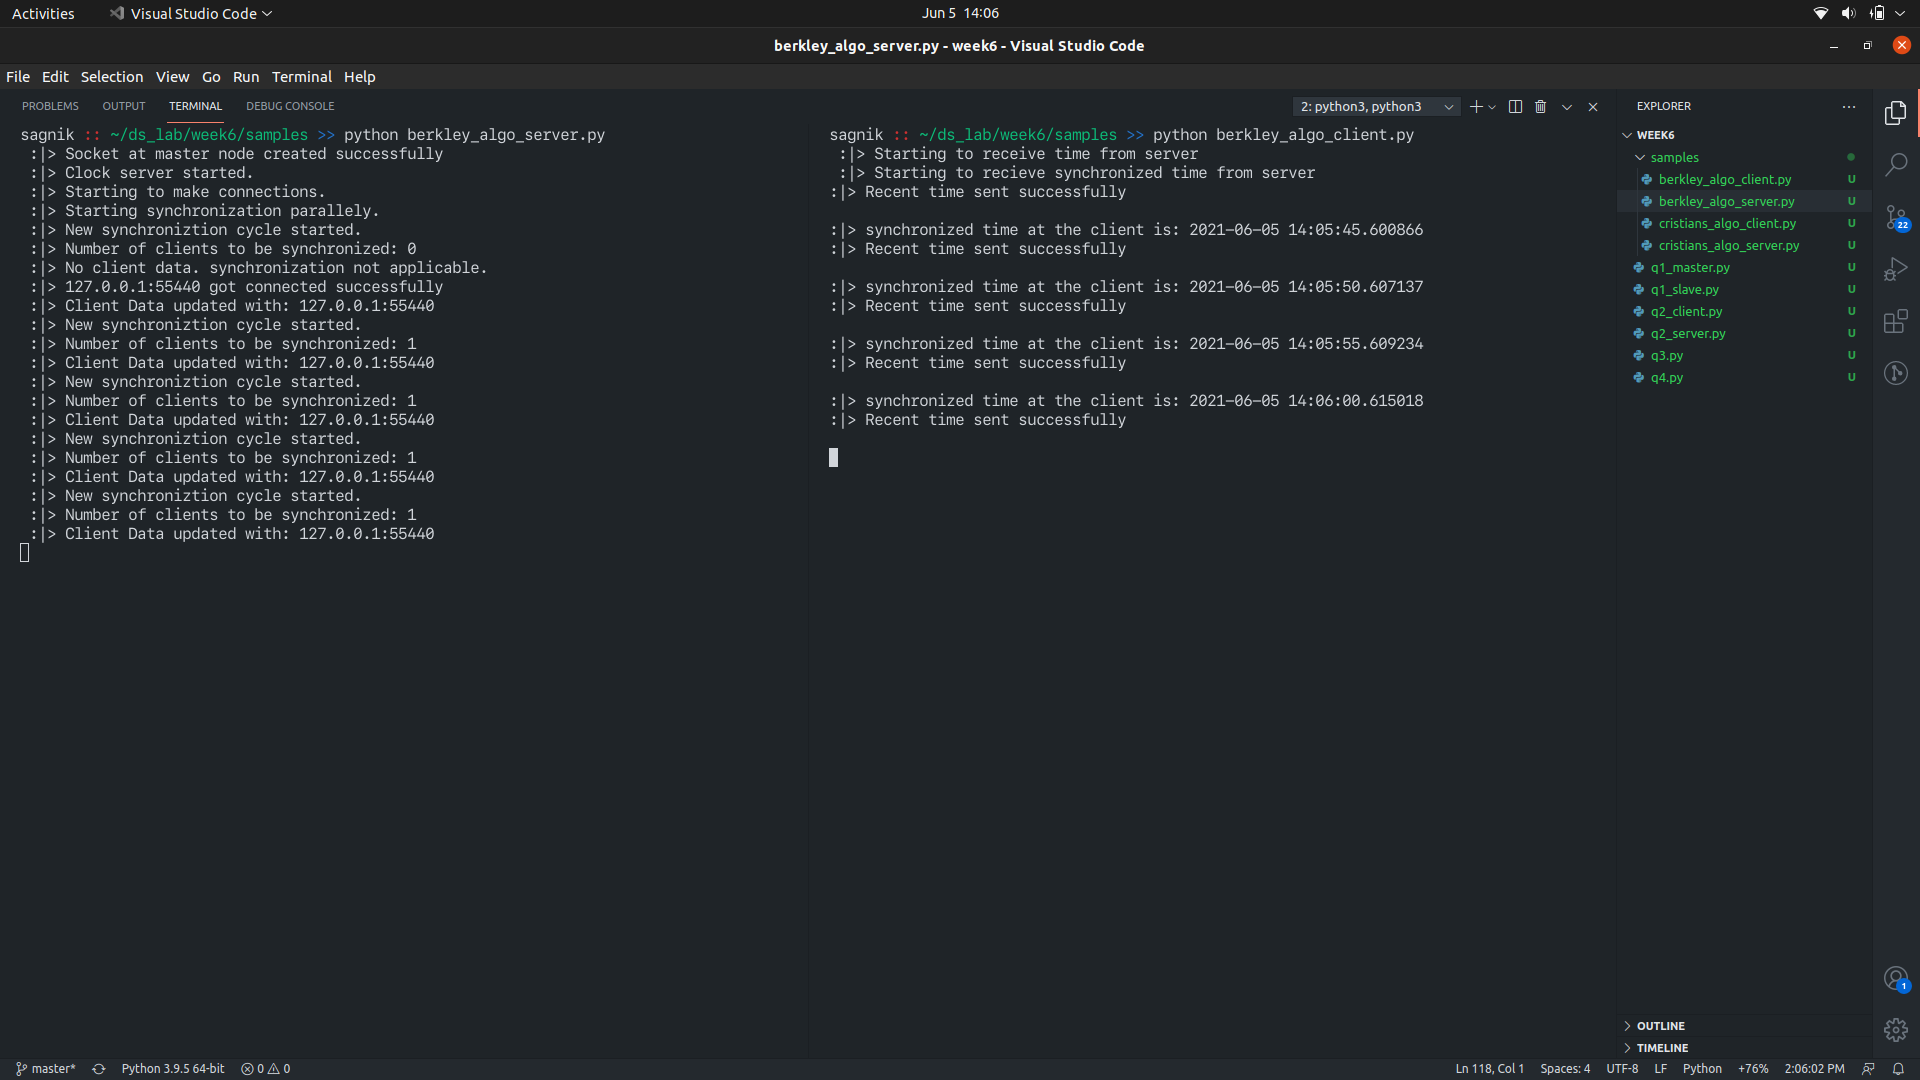 Activities
Visual Studio Code
Jun 5 14:06
berkley_algo_server.py - week6 - Visual Studio Code
File Edit Selection View Go Run Terminal Help
PROBLEMS OUTPUT TERMINAL DEBUG CONSOLE
2: python3, python3
sagnik :: ~/ds_lab/week6/samples >> python berkley_algo_server.py
:|> Socket at master node created successfully
:|> Clock server started.
:|> Starting to make connections.
:|> Starting synchronization parallely.
:|> New synchroniztion cycle started.
:|> Number of clients to be synchronized: 0
:|> No client data. synchronization not applicable.
:|> 127.0.0.1:55440 got connected successfully
:|> Client Data updated with: 127.0.0.1:55440
:|> New synchroniztion cycle started.
:|> Number of clients to be synchronized: 1
:|> Client Data updated with: 127.0.0.1:55440
:|> New synchroniztion cycle started.
:|> Number of clients to be synchronized: 1
:|> Client Data updated with: 127.0.0.1:55440
:|> New synchroniztion cycle started.
:|> Number of clients to be synchronized: 1
:|> Client Data updated with: 127.0.0.1:55440
:|> New synchroniztion cycle started.
:|> Number of clients to be synchronized: 1
:|> Client Data updated with: 127.0.0.1:55440
sagnik :: ~/ds_lab/week6/samples >> python berkley_algo_client.py
:|> Starting to receive time from server
:|> Starting to recieve synchronized time from server
:|> Recent time sent successfully
:|> synchronized time at the client is: 2021-06-05 14:05:45.600866
:|> Recent time sent successfully
:|> synchronized time at the client is: 2021-06-05 14:05:50.607137
:|> Recent time sent successfully
:|> synchronized time at the client is: 2021-06-05 14:05:55.609234
:|> Recent time sent successfully
:|> synchronized time at the client is: 2021-06-05 14:06:00.615018
:|> Recent time sent successfully
EXPLORER
WEEK6
samples
berkley_algo_client.py U
berkley_algo_server.py U
cristians_algo_client.py U
cristians_algo_server.py U
q1_master.py U
q1_slave.py U
q2_client.py U
q2_server.py U
q3.py U
q4.py U
22
1
OUTLINE
TIMELINE
master* Python 3.9.5 64-bit 0 0
Ln 118, Col 1 Spaces: 4 UTF-8 LF Python +76% 2:06:02 PM